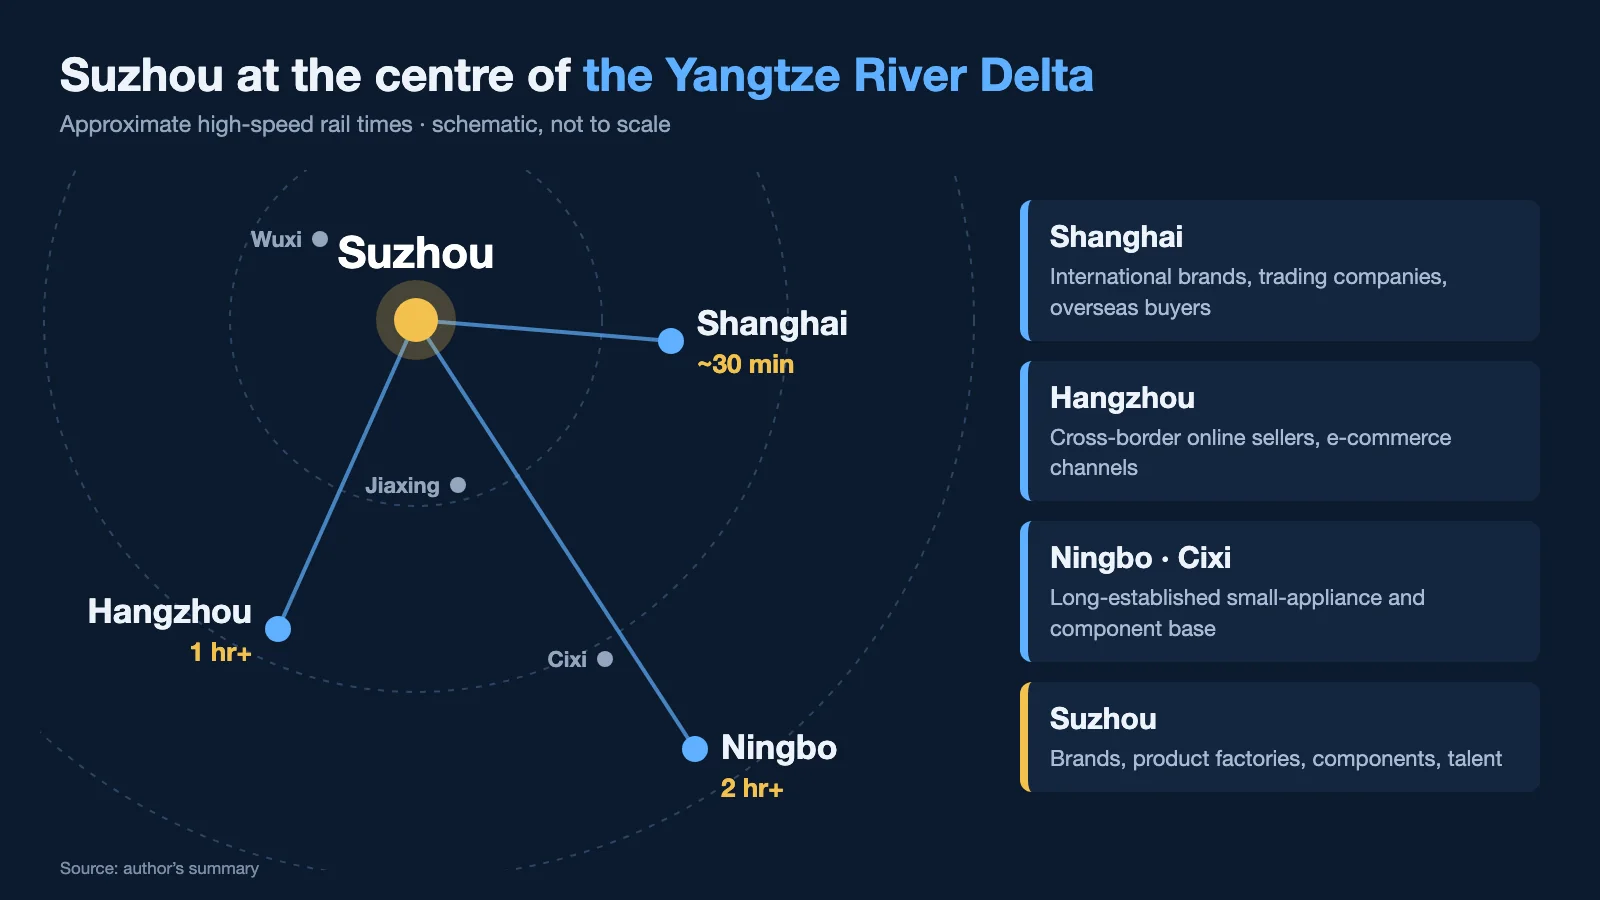 Suzhou at the centre of the Yangtze River Delta
Approximate high-speed rail times · schematic, not to scale
Wuxi
Suzhou
Shanghai
~30 min
Jiaxing
Hangzhou
1 hr+
Cixi
Ningbo
2 hr+
Shanghai
International brands, trading companies,
overseas buyers
Hangzhou
Cross-border online sellers, e-commerce
channels
Ningbo · Cixi
Long-established small-appliance and
component base
Suzhou
Brands, product factories, components, talent
Source: author’s summary